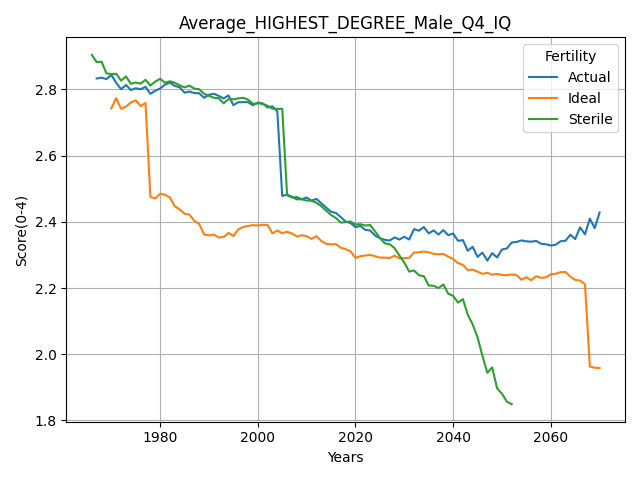 Average_HIGHEST_DEGREE_Male_Q4_IQ
Fertility
Actual
Ideal
Sterile
Score(0-4)
2.8
2.6
2.4
2.2
2.0
1.8
1980
2000
2020
2040
2060
Years